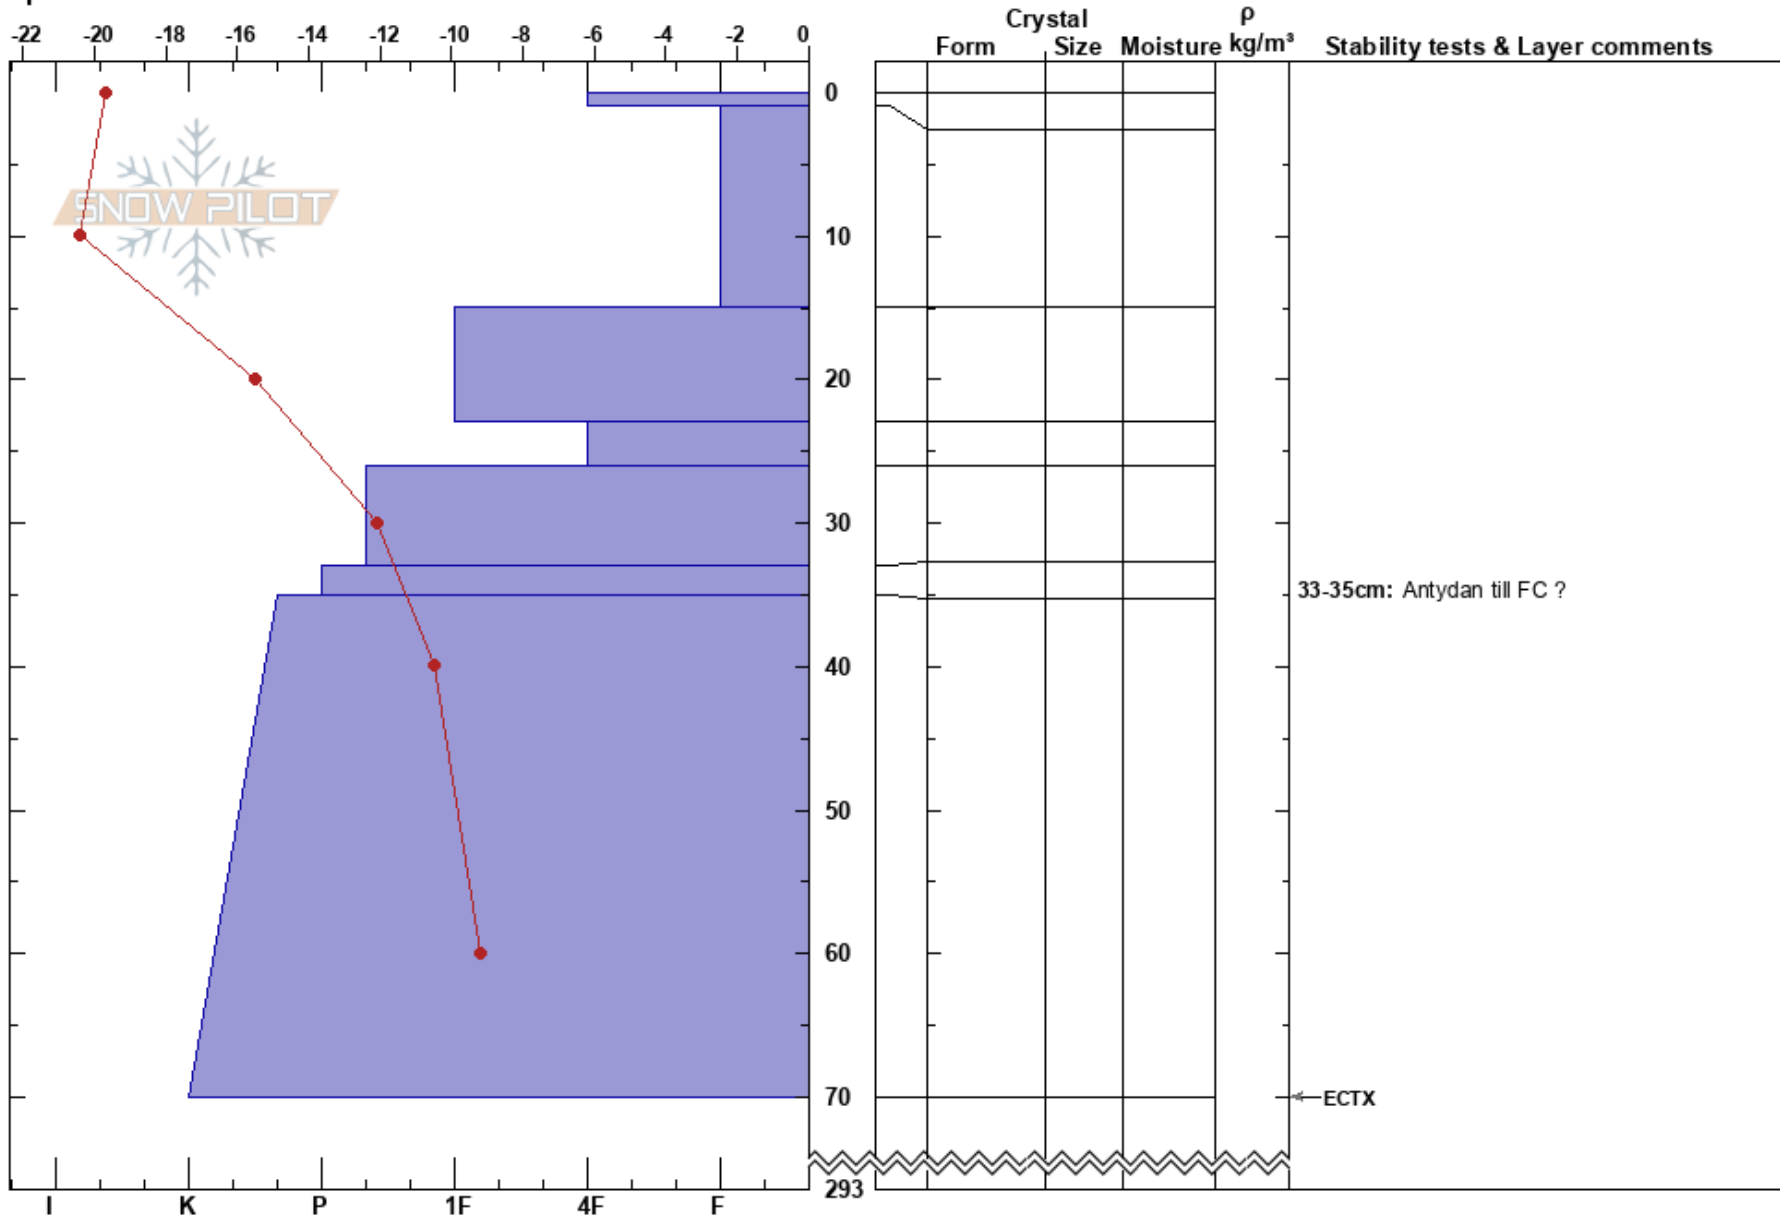 -22 -20 -18 -16 -14 -12 -10 -8 -6 -4 -2 0
Crystal
ρ
Form Size Moisture kg/m³ Stability tests & Layer comments
0
SNOW PILOT
10
20
30
33-35cm: Antydan till FC ?
40
50
60
70
ECTX
293
I K P 1F 4F F